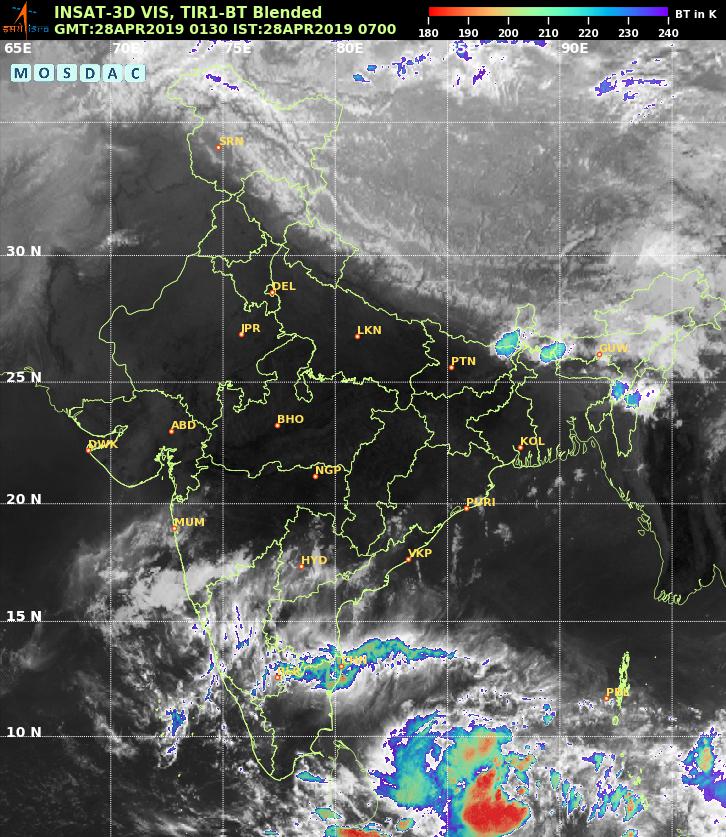 INSAT-3D VIS, TIR1-BT Blended
GMT:28APR2019 0130 IST:28APR2019 0700
BT in K
180 190 200 210 220 230 240
65E 70E 75E 80E 85E 90E
MOSDAC
SRN
30 N
DEL
JPR
LKN
PTN
GUW
25 N
ABD
BHO
DWK
KOL
NGP
20 N
PURI
MUM
VKP
HYD
15 N
PBL
10 N